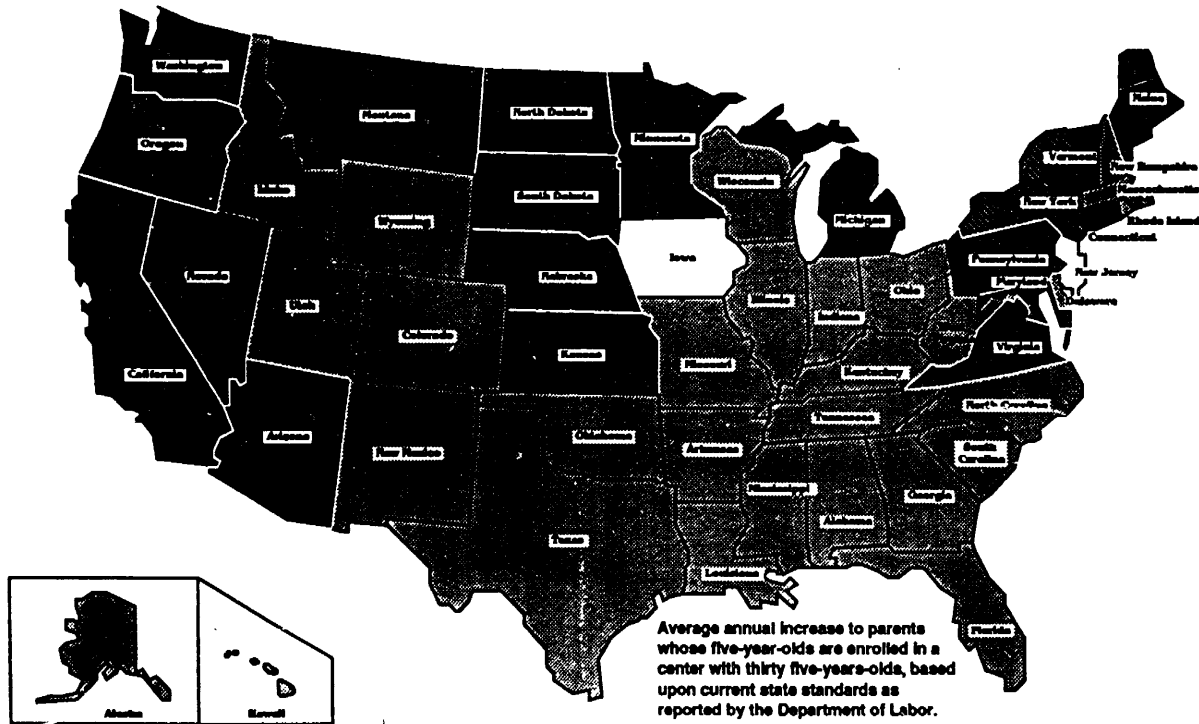 Washington
Montana
North Dakota
Minnesota
Maine
Oregon
Vermont
New Hampshire
Idaho
Wisconsin
Massachusetts
South Dakota
New York
Wyoming
Michigan
Rhode Island
Connecticut
Iowa
Pennsylvania
Nevada
Nebraska
New Jersey
Maryland
Ohio
Delaware
Utah
Illinois
Indiana
Colorado
Virginia
Kansas
Missouri
California
Kentucky
North Carolina
Tennessee
Arizona
Oklahoma
Arkansas
New Mexico
South
Carolina
Mississippi
Georgia
Alabama
Texas
Louisiana
Florida
Alaska
Hawaii
Average annual increase to parents
whose five-year-olds are enrolled in a
center with thirty five-years-olds, based
upon current state standards as
reported by the Department of Labor.